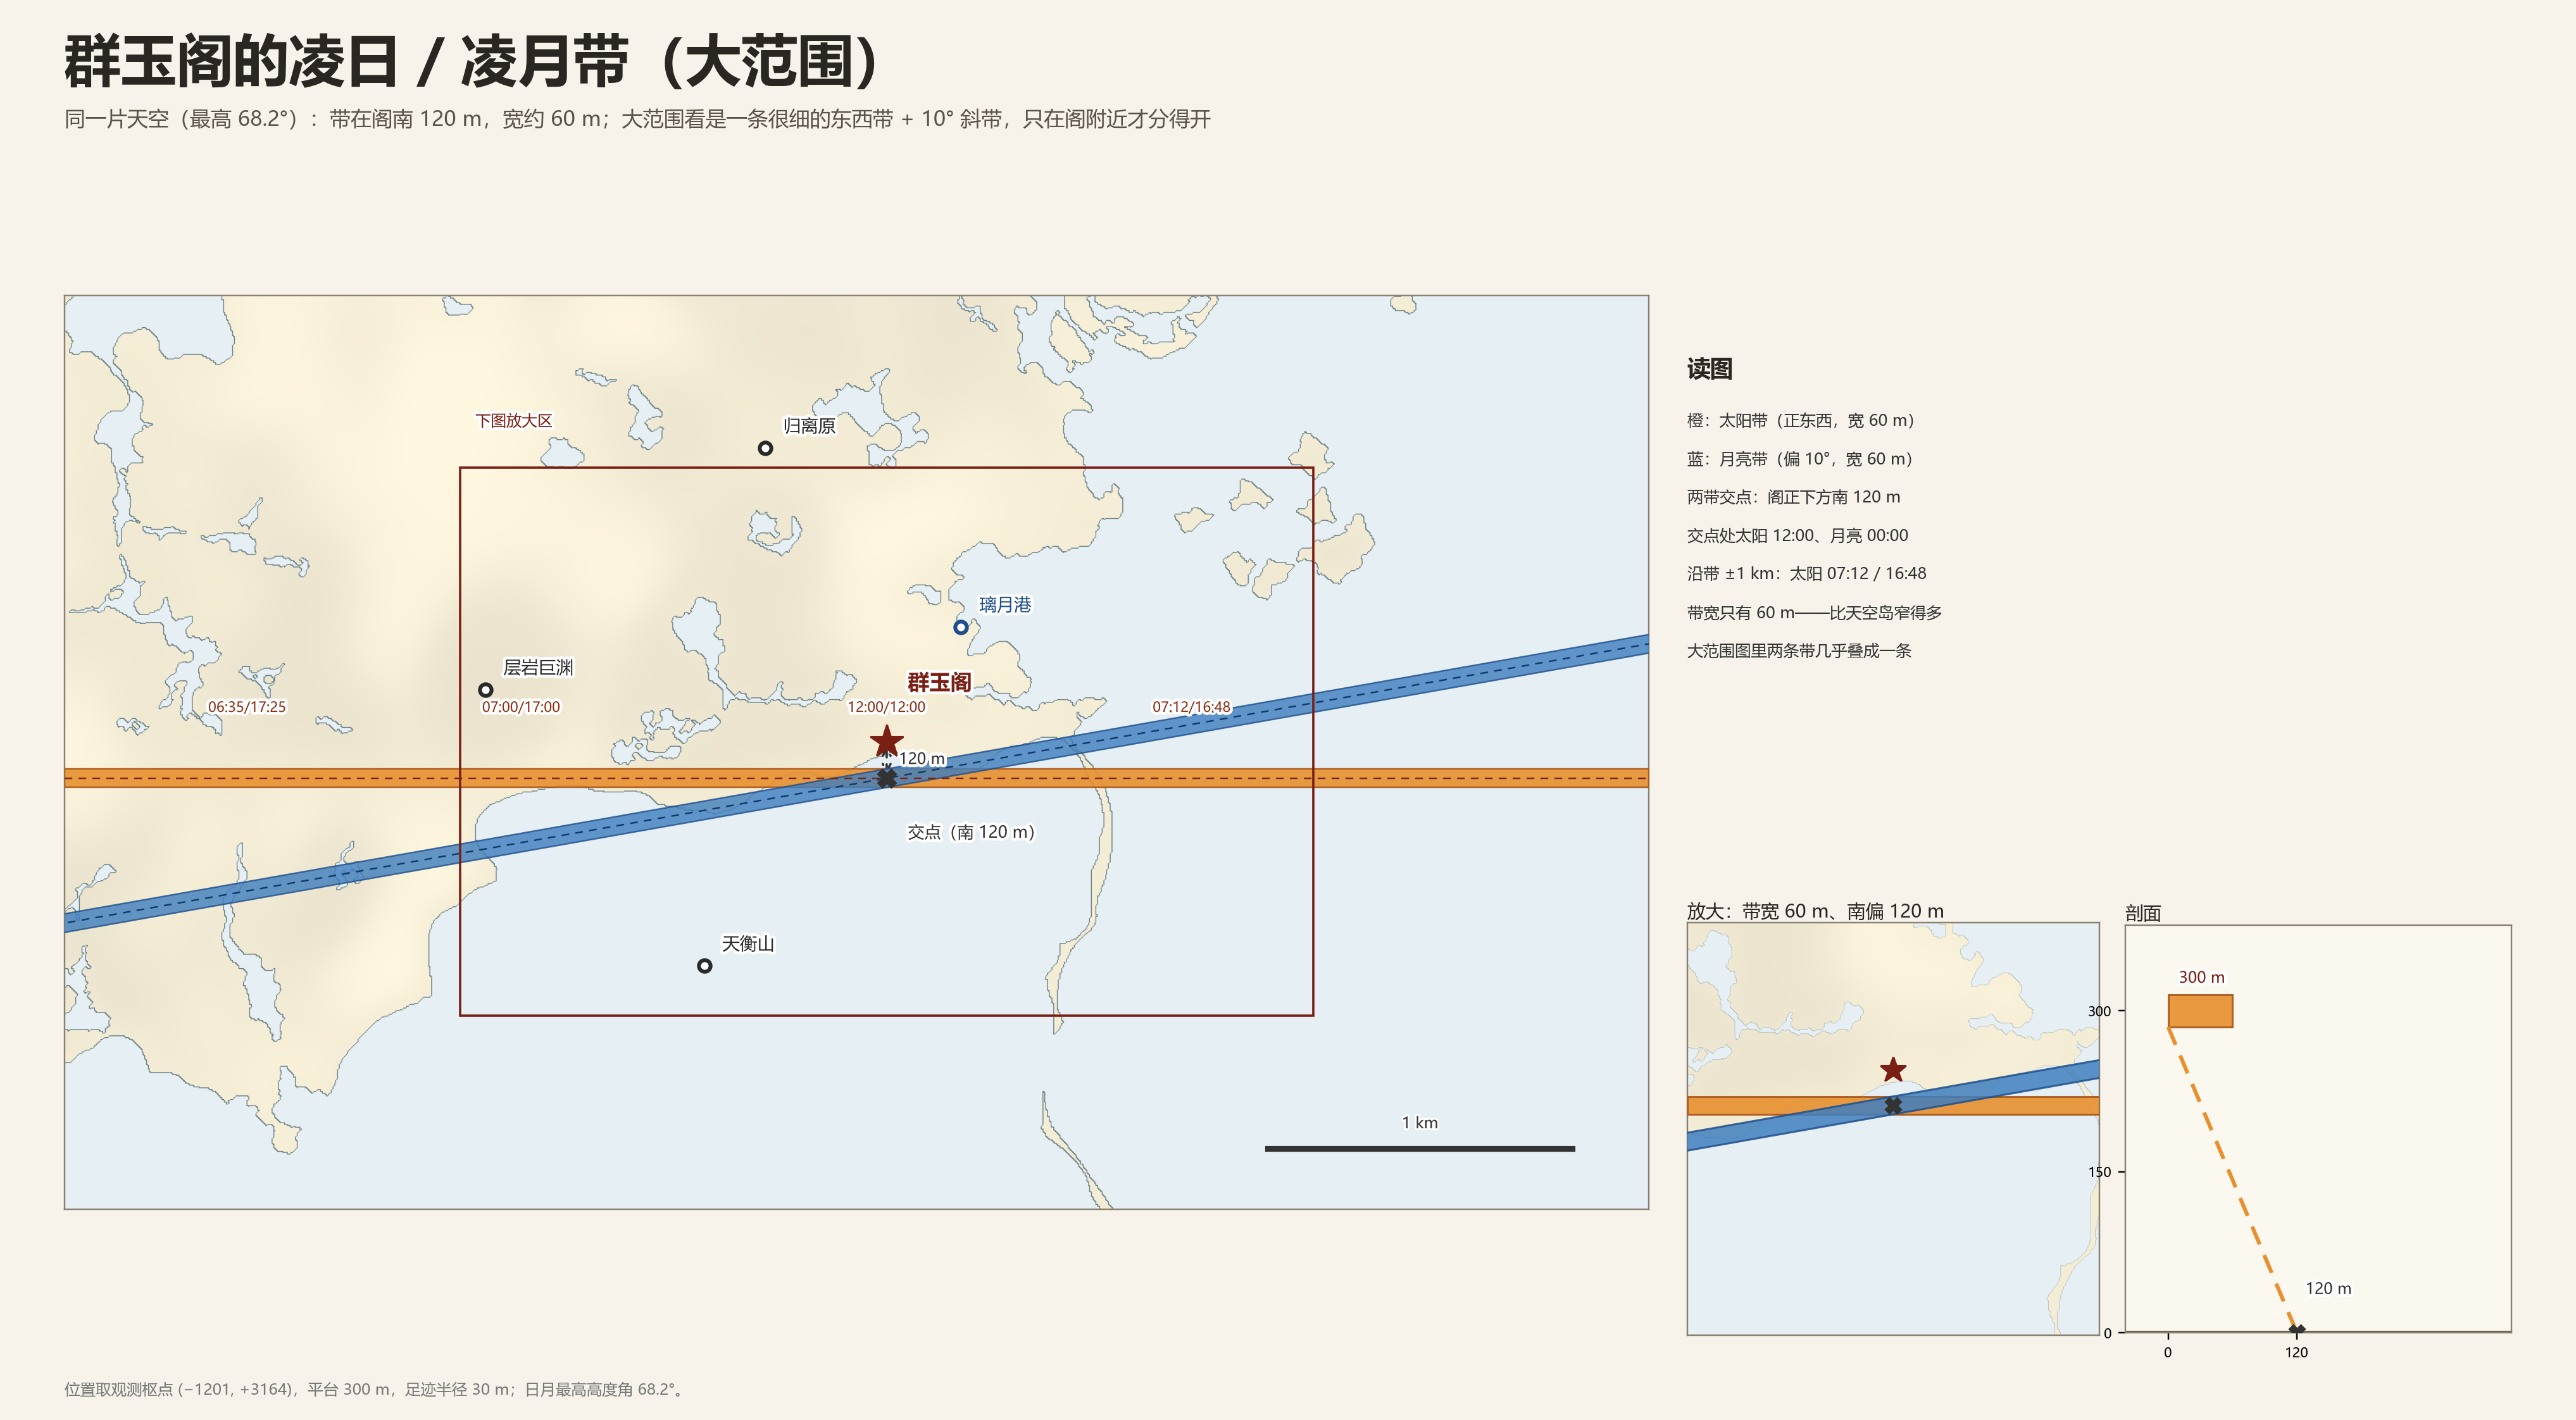 群玉阁的凌日 / 凌月带（大范围）
同一片天空（最高 68.2°）：带在阁南 120 m，宽约 60 m；大范围看是一条很细的东西带 + 10° 斜带，只在阁附近才分得开
下图放大区
归离原
璃月港
层岩巨渊
群玉阁
06:35/17:25
07:00/17:00
12:00/12:00
07:12/16:48
120 m
交点（南 120 m）
天衡山
1 km
读图
橙：太阳带（正东西，宽 60 m）
蓝：月亮带（偏 10°，宽 60 m）
两带交点：阁正下方南 120 m
交点处太阳 12:00、月亮 00:00
沿带 ±1 km：太阳 07:12 / 16:48
带宽只有 60 m——比天空岛窄得多
大范围图里两条带几乎叠成一条
放大：带宽 60 m、南偏 120 m
剖面
300 m
300
150
120 m
0
0
120
位置取观测枢点 (−1201, +3164)，平台 300 m，足迹半径 30 m；日月最高高度角 68.2°。